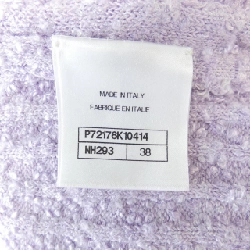 MADE IN ITALY
FABRIQUE EN ITALIE
P72176K10414
NH293 38